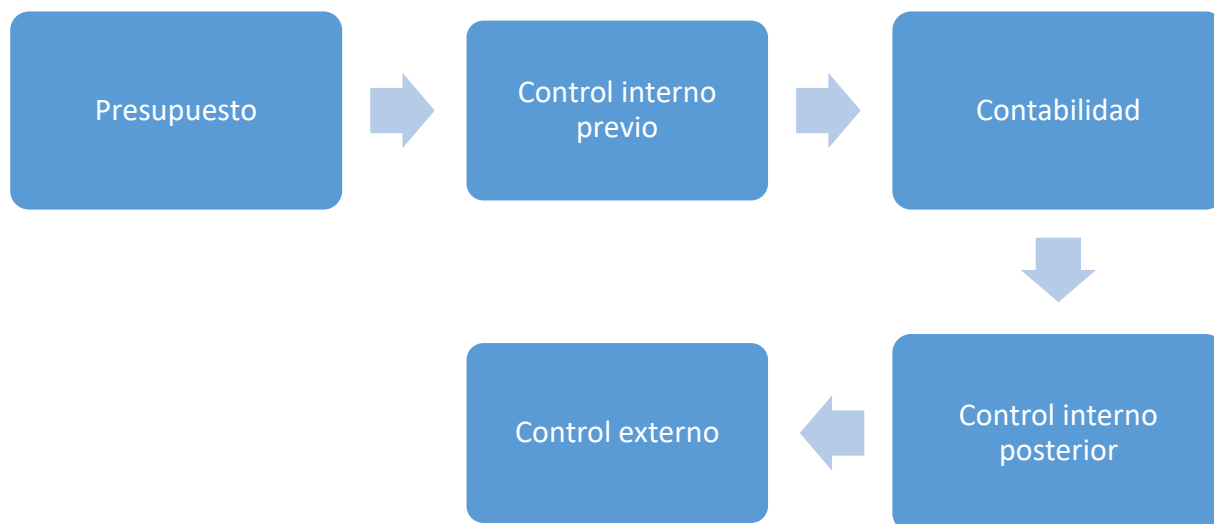 Presupuesto
Control interno
previo
Contabilidad
Control interno
posterior
Control externo